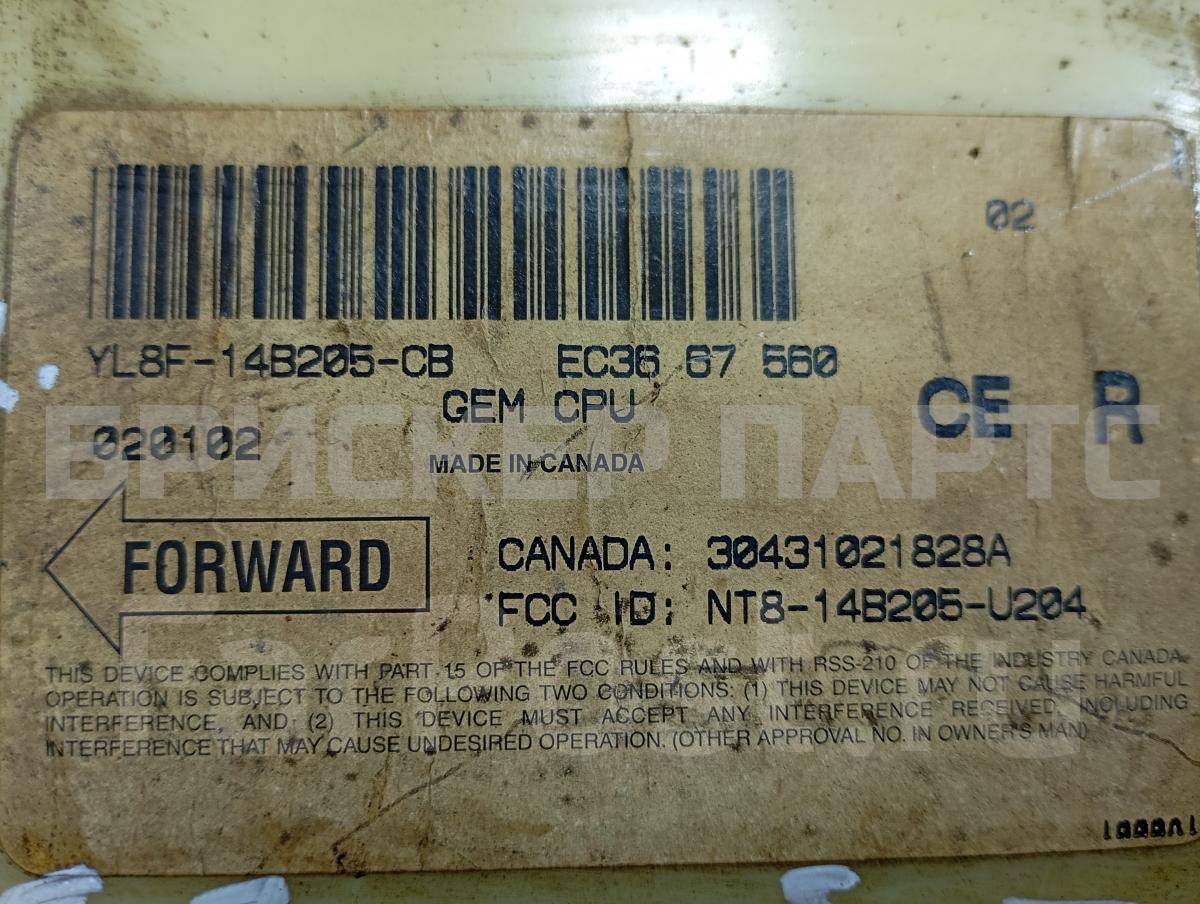 02
YL8F-14B205-CB EC36 67 560
GEM CPU
CE R
020102
MADE IN CANADA
БРИСКЕР ПАРТС
FORWARD
CANADA: 30431021828A
FCC ID: NT8-14B205-U204
THIS DEVICE COMPLIES WITH PART 15 OF THE FCC RULES AND WITH RSS-210 OF THE INDUSTRY CANADA.
OPERATION IS SUBJECT TO THE FOLLOWING TWO CONDITIONS: (1) THIS DEVICE MAY NOT CAUSE HARMFUL
INTERFERENCE, AND (2) THIS DEVICE MUST ACCEPT ANY INTERFERENCE RECEIVED, INCLUDING
INTERFERENCE THAT MAY CAUSE UNDESIRED OPERATION. (OTHER APPROVAL NO. IN OWNER'S MAN)